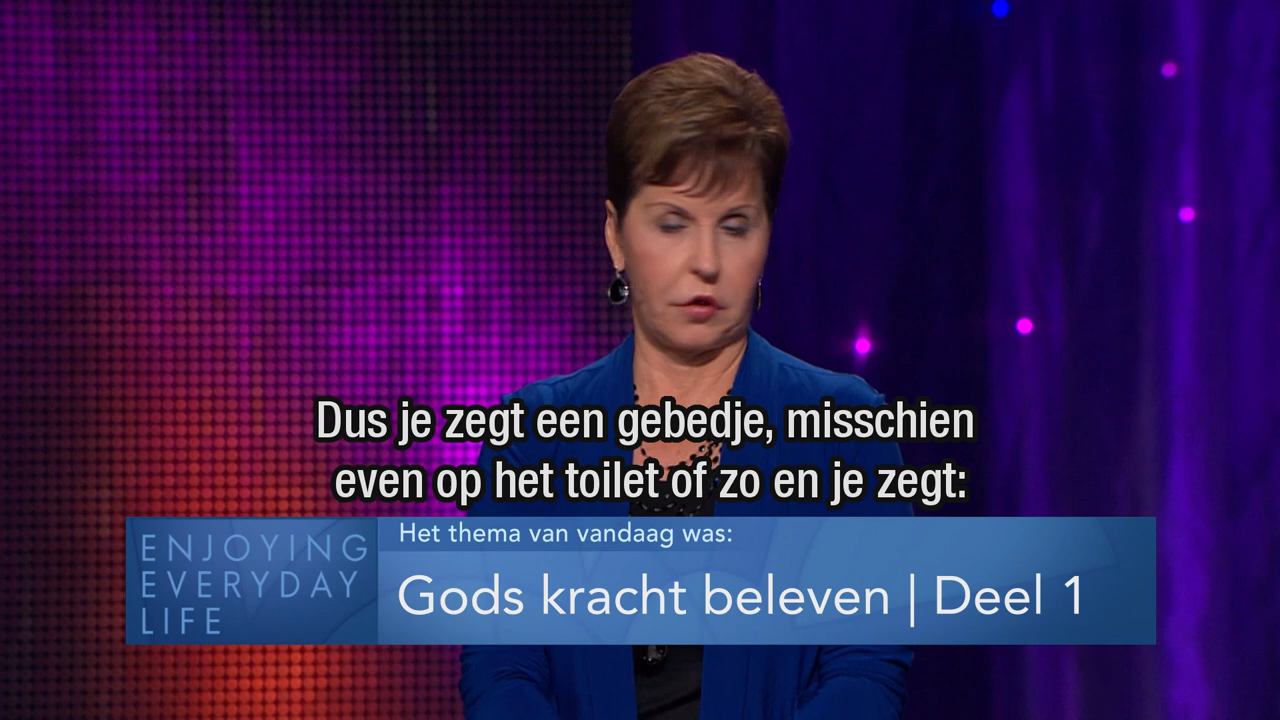 Dus je zegt een gebedje, misschien
even op het toilet of zo en je zegt:
ENJOYING
EVERYDAY
LIFE
Het thema van vandaag was:
Gods kracht beleven | Deel 1